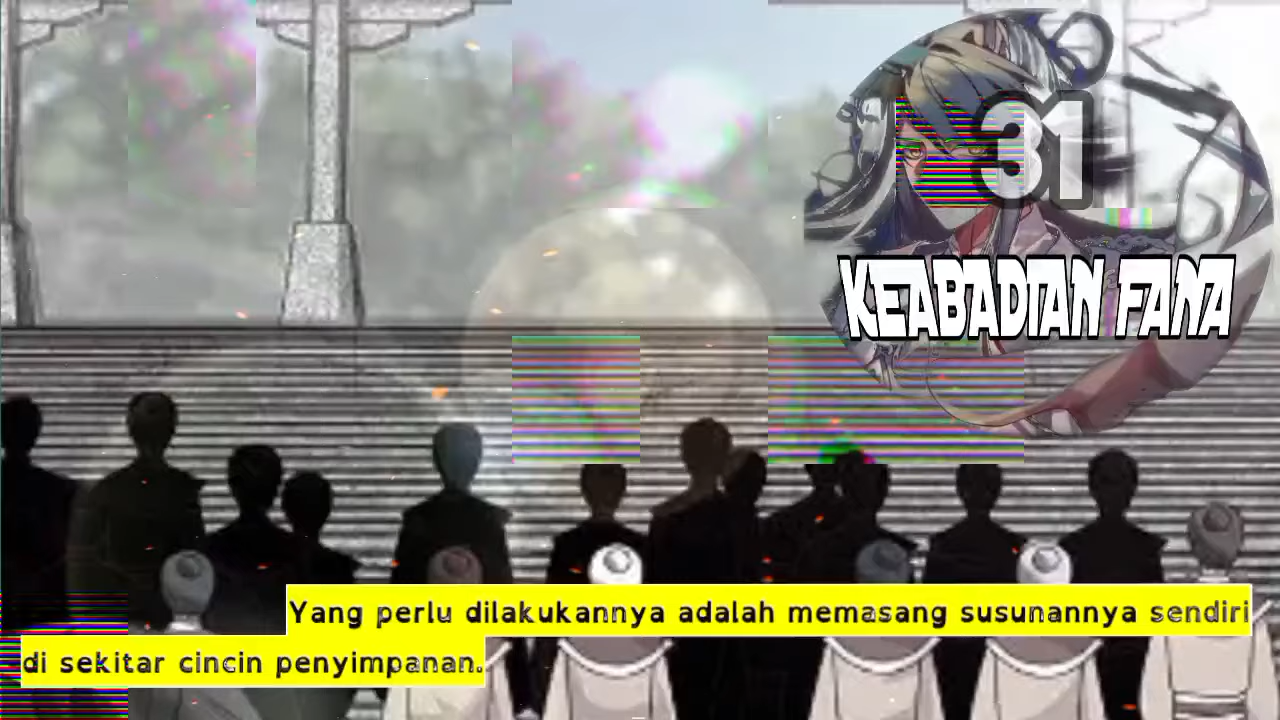 31
KEABADIAN FANA
Yang perlu dilakukannya adalah memasang susunannya sendiri
di sekitar cincin penyimpanan.